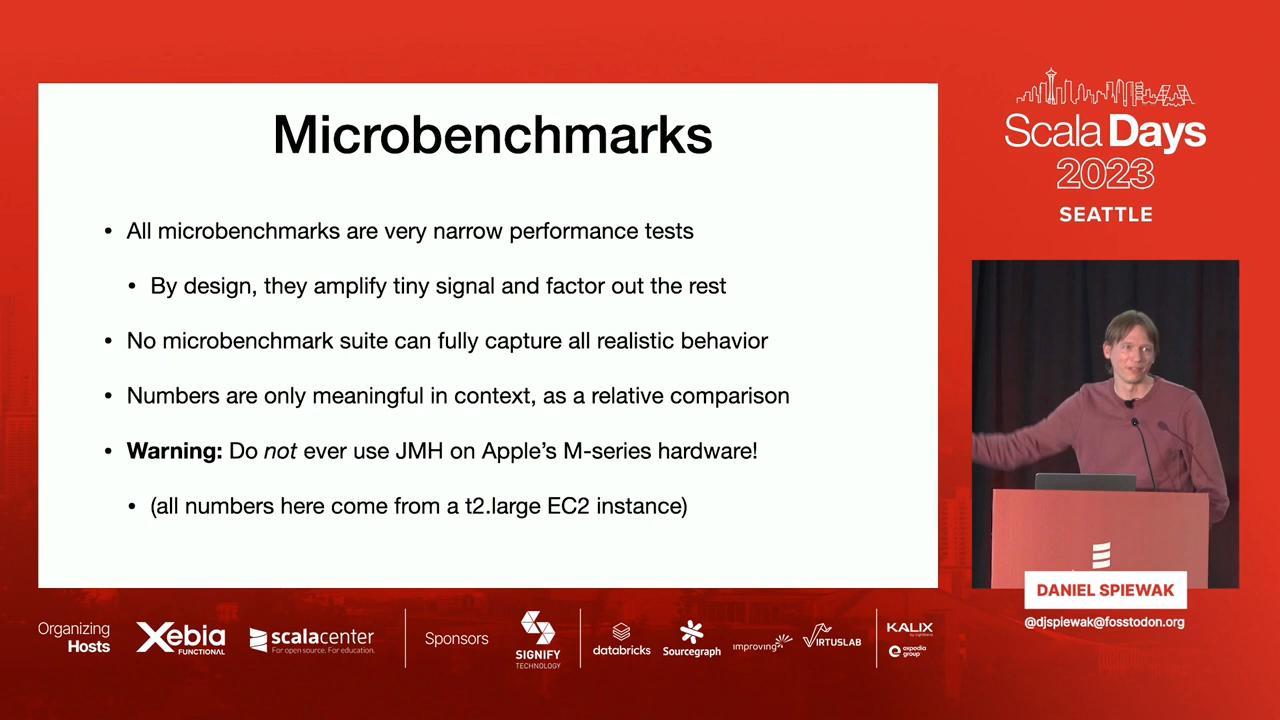 Microbenchmarks
• All microbenchmarks are very narrow performance tests
• By design, they amplify tiny signal and factor out the rest
• No microbenchmark suite can fully capture all realistic behavior
• Numbers are only meaningful in context, as a relative comparison
• Warning: Do not ever use JMH on Apple’s M-series hardware!
• (all numbers here come from a t2.large EC2 instance)
Scala Days
2023
SEATTLE
DANIEL SPIEWAK
@djspiewak@fosstodon.org
Organizing
Hosts
Xebia
FUNCTIONAL
scalacenter
For open source. For education.
Sponsors
SIGNIFY
TECHNOLOGY
databricks
Sourcegraph
improving
VIRTUSLAB
KALIX
by Lightbend
expedia
group